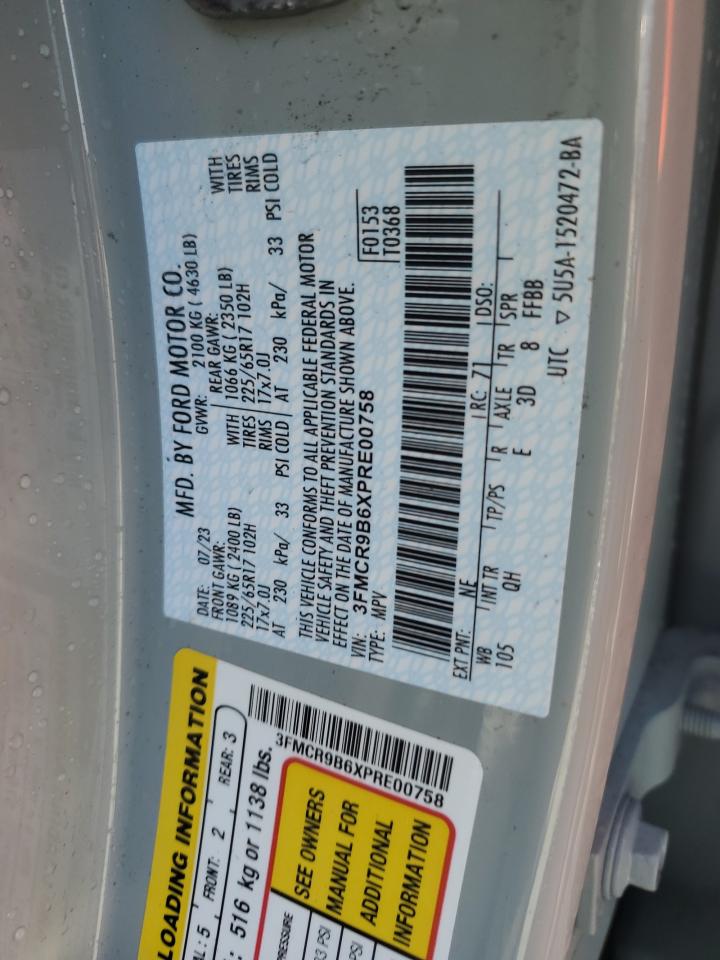 MFD. BY FORD MOTOR CO.
DATE: 07/23 GVWR: 2100 KG ( 4630 LB)
FRONT GAWR: REAR GAWR:
1089 KG ( 2400 LB) WITH 1066 KG ( 2350 LB) WITH
225/65R17 102H TIRES 225/65R17 102H TIRES
17x7.0J RIMS 17x7.0J RIMS
AT 230 kPa/ 33 PSI COLD AT 230 kPa/ 33 PSI COLD
THIS VEHICLE CONFORMS TO ALL APPLICABLE FEDERAL MOTOR
VEHICLE SAFETY AND THEFT PREVENTION STANDARDS IN
EFFECT ON THE DATE OF MANUFACTURE SHOWN ABOVE.
VIN: 3FMCR9B6XPRE00758
TYPE: MPV
F0153
T0368
EXT PNT: NE RC: 71 DSO:
WB INT TR TP/PS R AXLE TR SPR
105 QH E 3D 8 FFBB
UTC ▽ 5U5A-1520472-BA
LOADING INFORMATION
AL: 5 , FRONT: 2 , REAR: 3
: 516 kg or 1138 lbs.
3FMCR9B6XPRE00758
PRESSURE
33 PSI
PSI
PSI
SEE OWNERS
MANUAL FOR
ADDITIONAL
INFORMATION